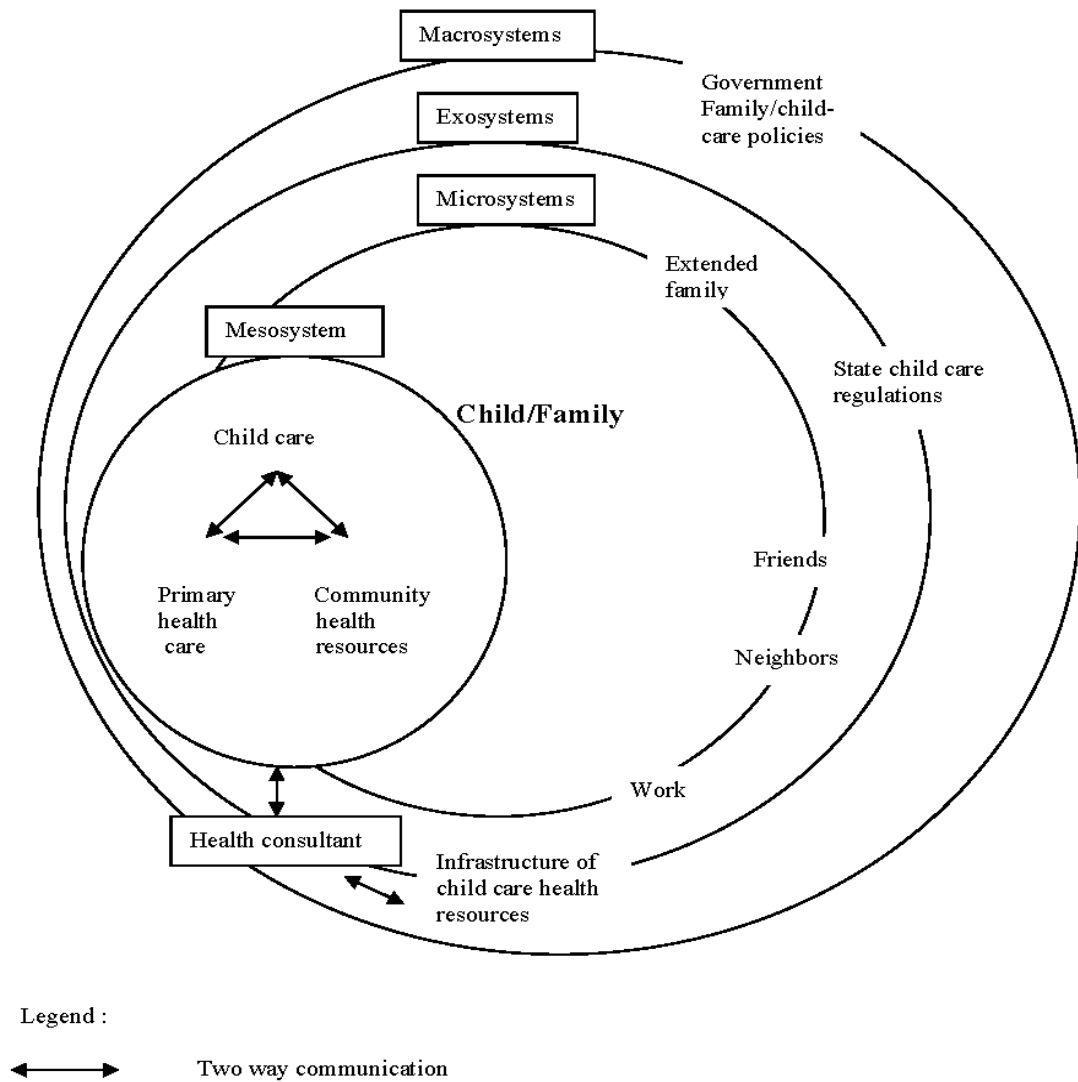 Macrosystems
Government
Family/child-
care policies
Exosystems
Microsystems
Extended
family
Mesosystem
State child care
regulations
Child/Family
Child care
Friends
Primary
health
care
Community
health
resources
Neighbors
Work
Health consultant
Infrastructure of
child care health
resources
Legend :
Two way communication